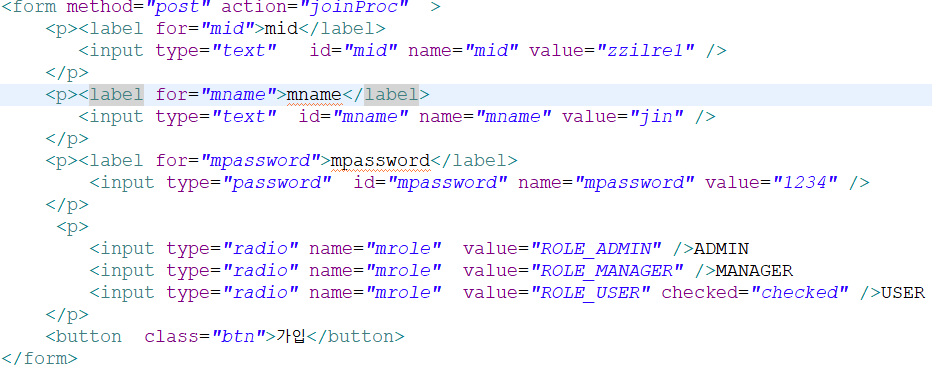 <form method="post" action="joinProc"  >
    <p><label for="mid">mid</label>
       <input type="text"   id="mid" name="mid" value="zzilre1" />
    </p>
    <p><label for="mname">mname</label>
       <input type="text"  id="mname" name="mname" value="jin" />
    </p>
    <p><label for="mpassword">mpassword</label>
        <input type="password"  id="mpassword" name="mpassword" value="1234" />
    </p>
     <p>
        <input type="radio" name="mrole"  value="ROLE_ADMIN" />ADMIN
        <input type="radio" name="mrole"  value="ROLE_MANAGER" />MANAGER
        <input type="radio" name="mrole"  value="ROLE_USER" checked="checked" />USER
    </p>
    <button  class="btn">가입</button>
</form>